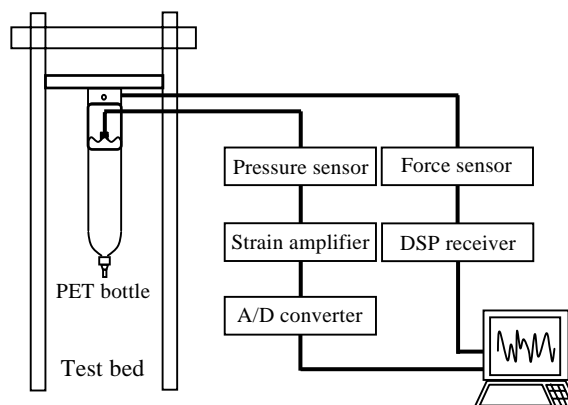 Pressure sensor
Force sensor
Strain amplifier
DSP receiver
PET bottle
A/D converter
Test bed